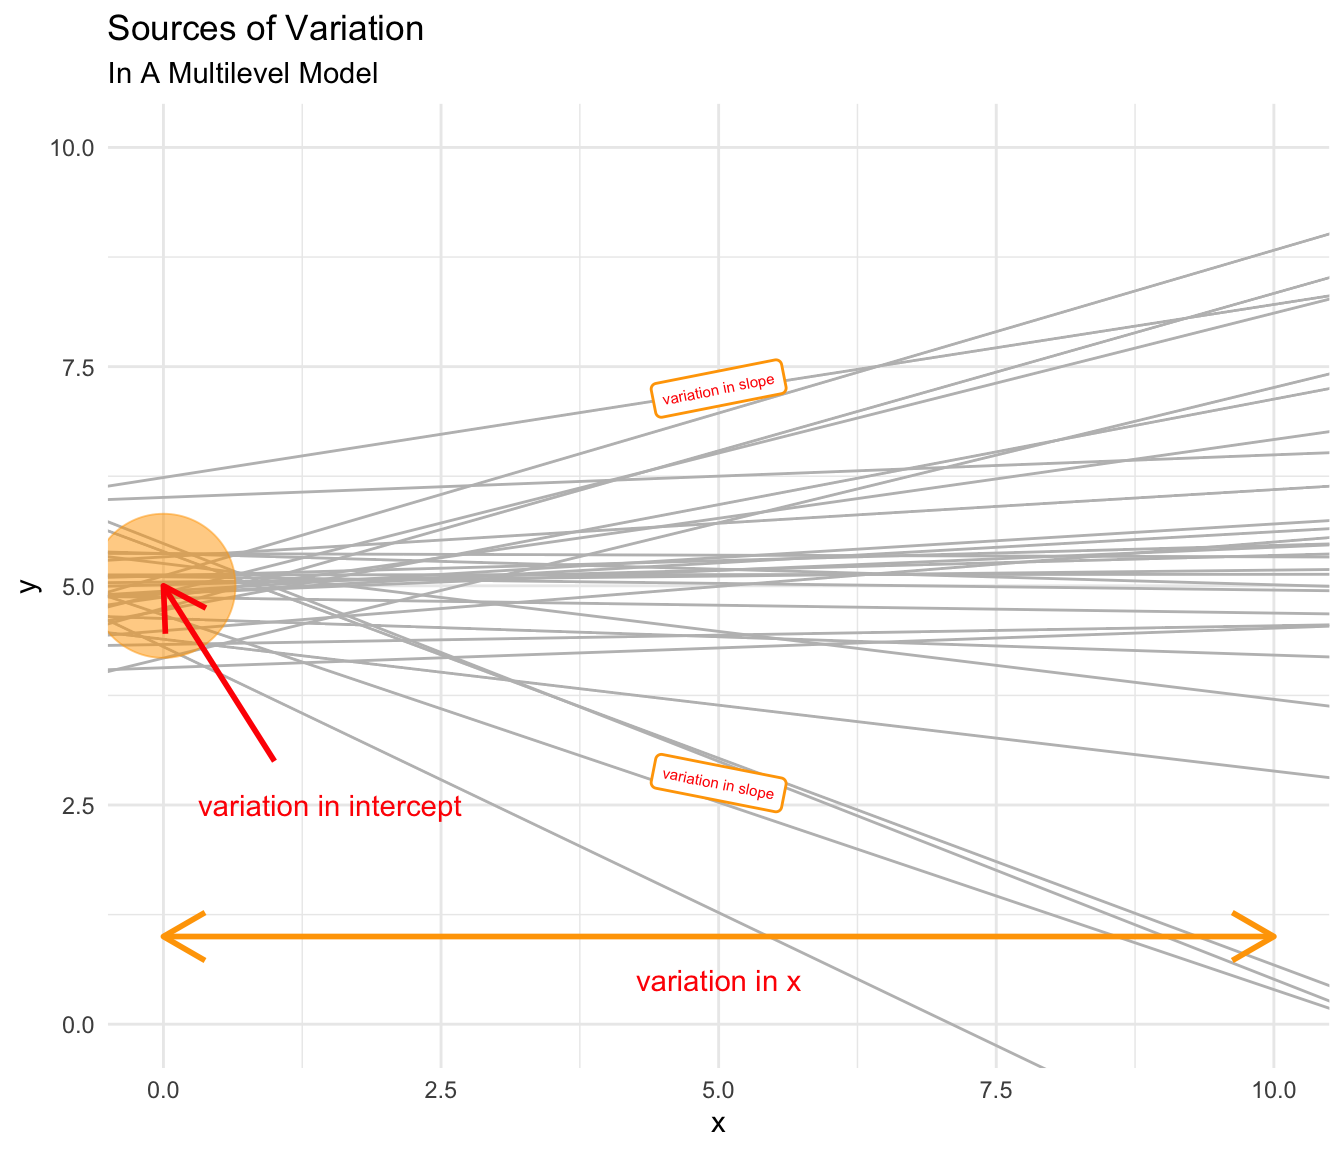 Sources of Variation
In A Multilevel Model
10.0
7.5
variation in slope
y
5.0
variation in slope
2.5
variation in intercept
variation in x
0.0
0.0 2.5 5.0 7.5 10.0
x